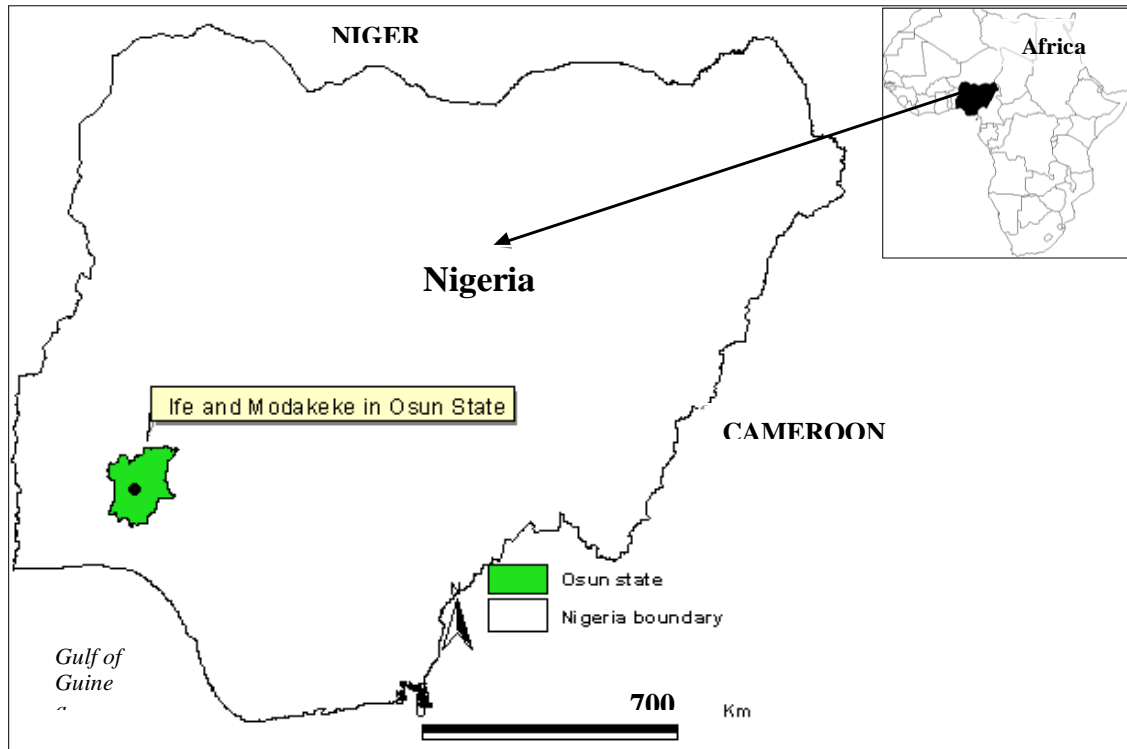 NIGER
Africa
Nigeria
Ife and Modakeke in Osun State
CAMEROON
N
Osun state
Nigeria boundary
Gulf of
Guine
a
0
700
Km